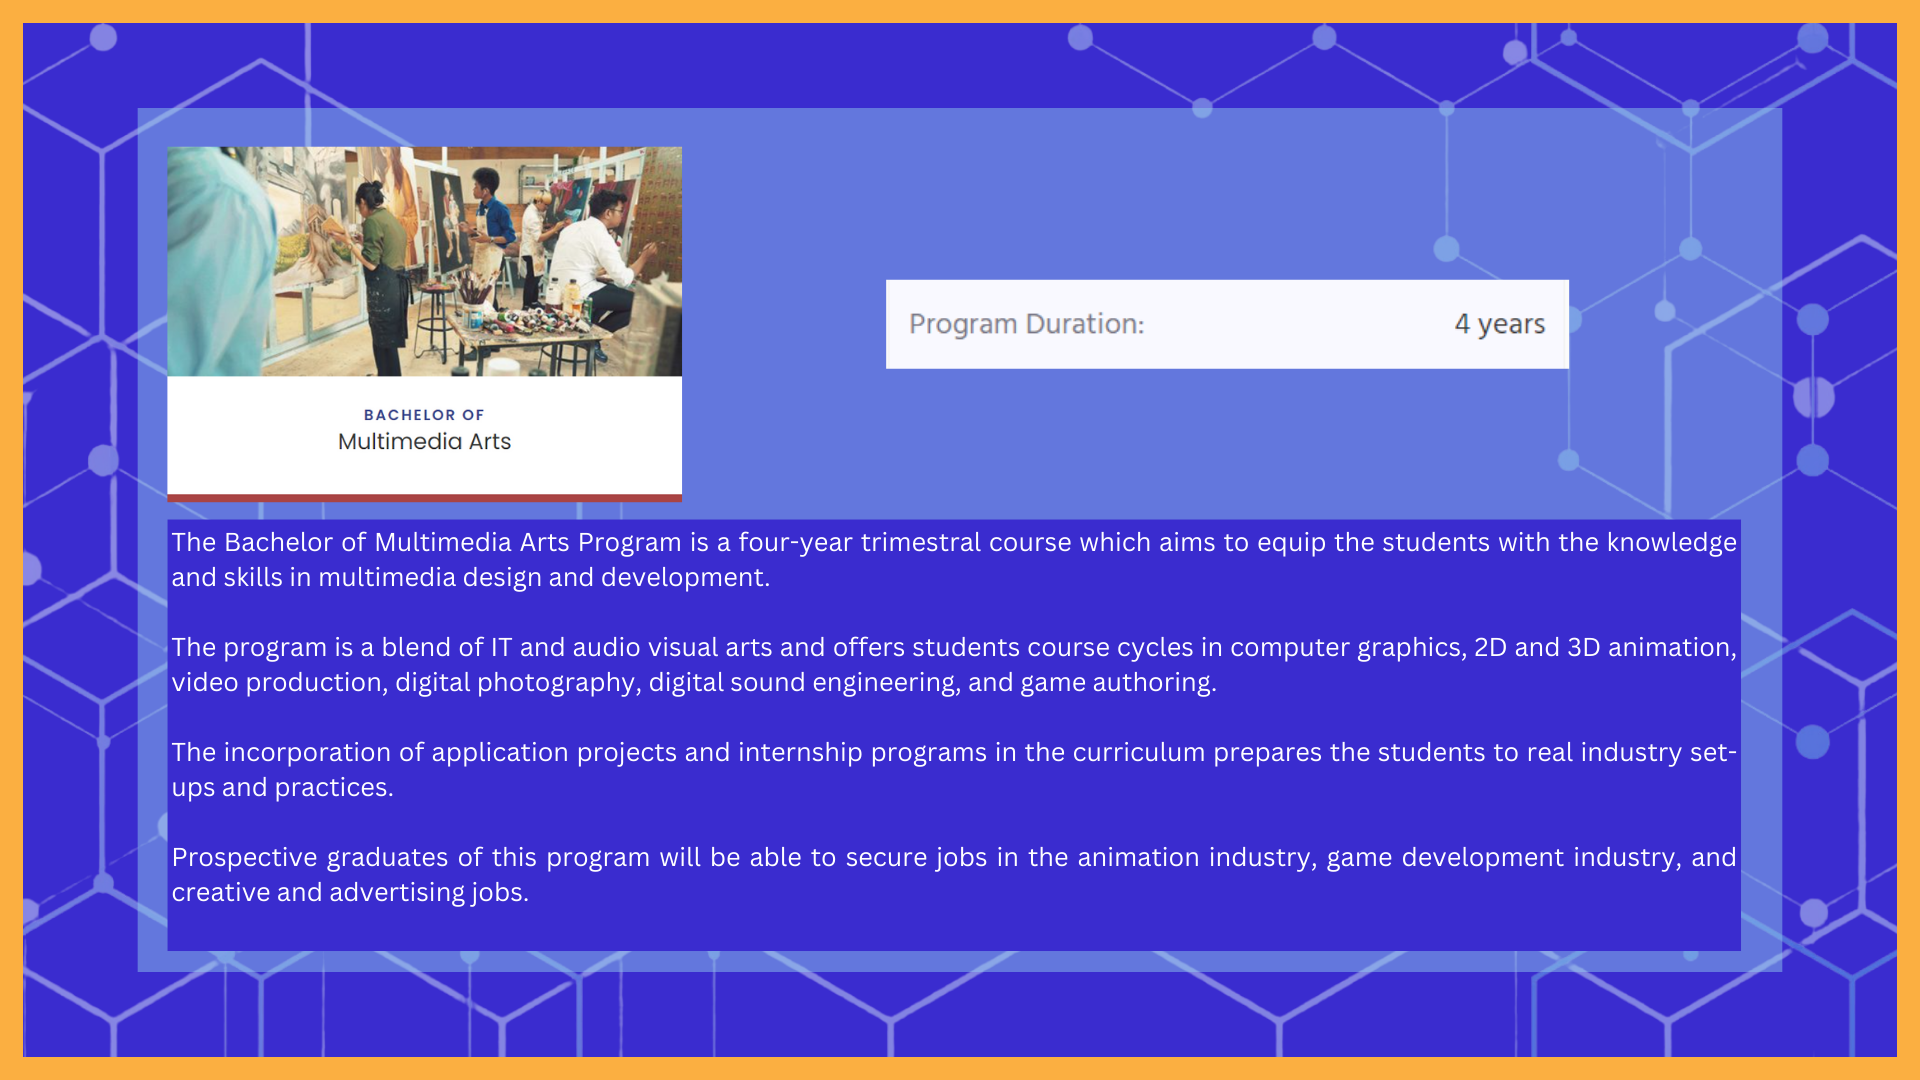 BACHELOR OF
Multimedia Arts
Program Duration: 4 years
The Bachelor of Multimedia Arts Program is a four-year trimestral course which aims to equip the students with the knowledge
and skills in multimedia design and development.
The program is a blend of IT and audio visual arts and offers students course cycles in computer graphics, 2D and 3D animation,
video production, digital photography, digital sound engineering, and game authoring.
The incorporation of application projects and internship programs in the curriculum prepares the students to real industry set-
ups and practices.
Prospective graduates of this program will be able to secure jobs in the animation industry, game development industry, and
creative and advertising jobs.